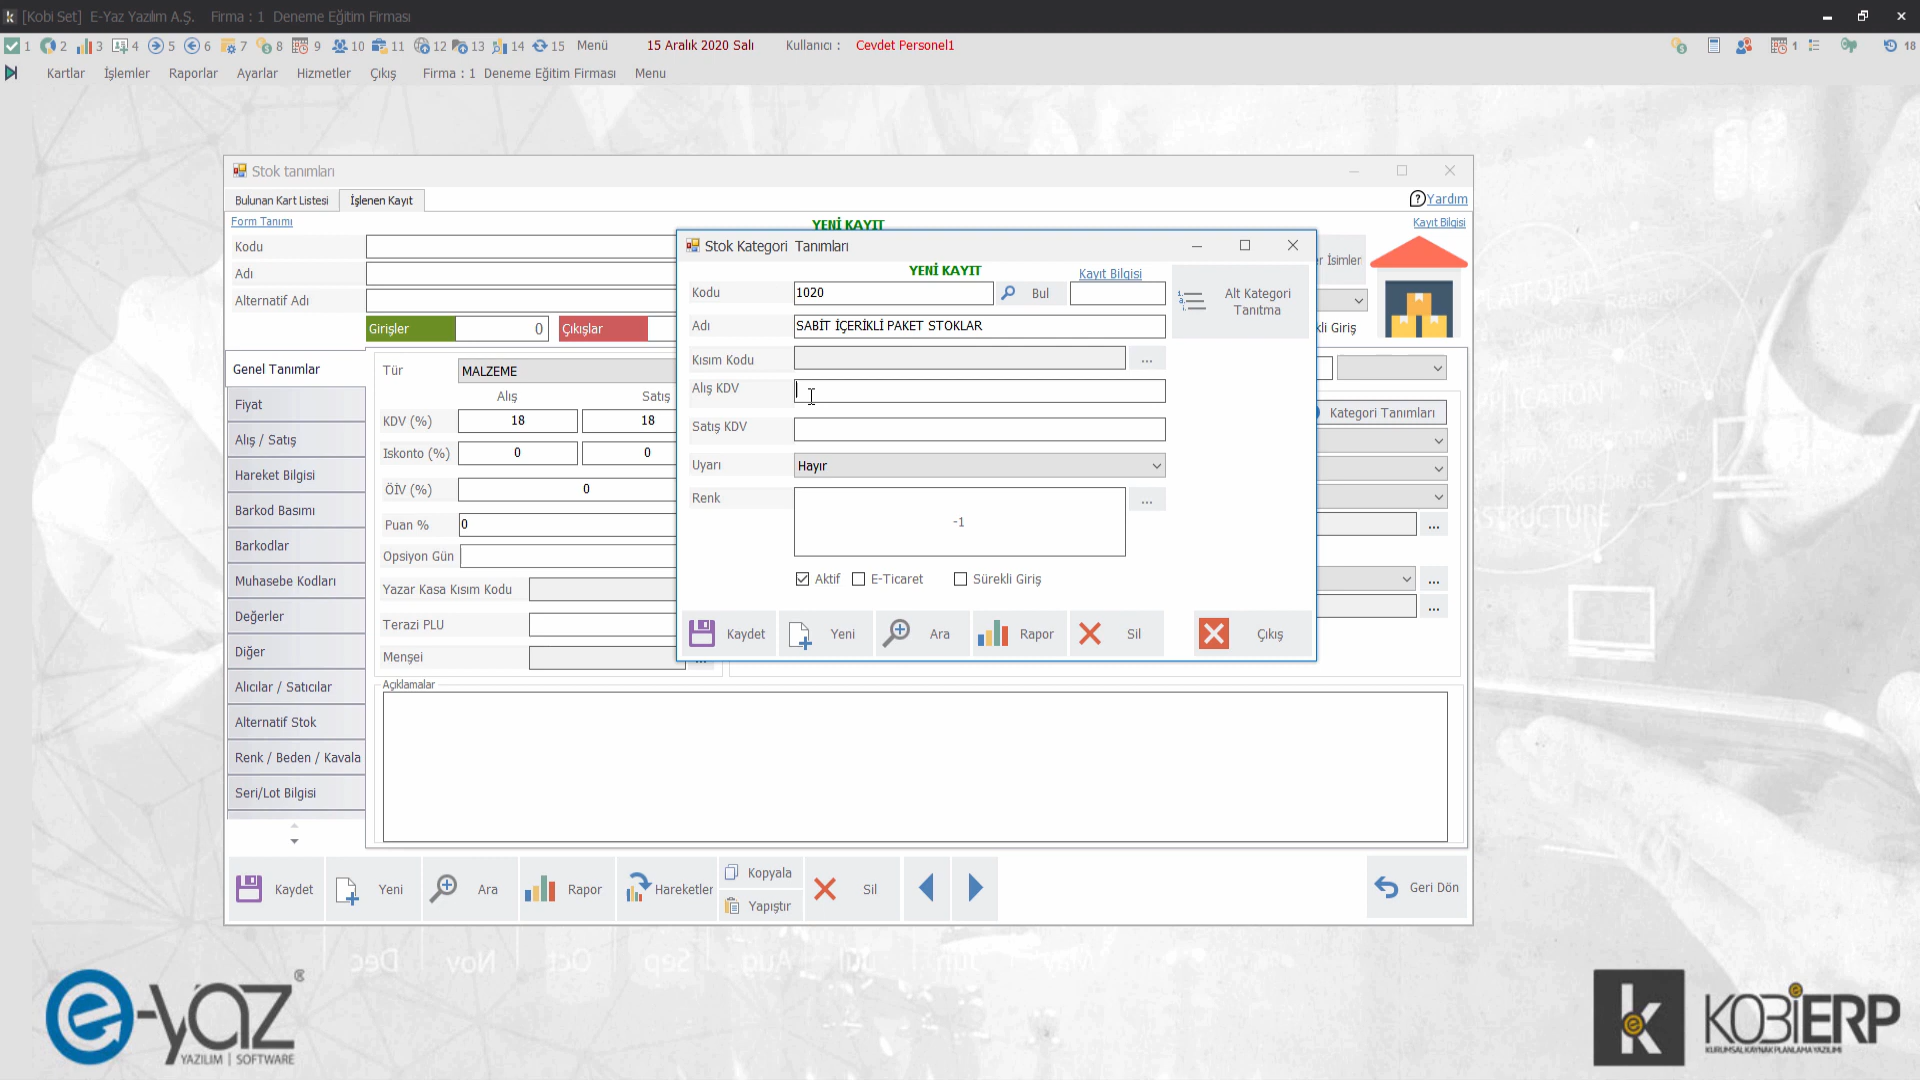 [Kobi Set] E-Yaz Yazılım A.Ş. Firma : 1 Deneme Eğitim Firması
1 2 3 4 5 6 7 8 9 10 11 12 13 14 15 Menü 15 Aralık 2020 Salı Kullanıcı : Cevdet Personel1 1 18
Kartlar İşlemler Raporlar Ayarlar Hizmetler Çıkış Firma : 1 Deneme Eğitim Firması Menu
Stok tanımları
Bulunan Kart Listesi İşlenen Kayıt Yardım
Form Tanımı YENİ KAYIT Kayıt Bilgisi
Kodu
Adı
Alternatif Adı
Girişler 0 Çıkışlar
er İsimler
kli Giriş
Genel Tanımlar
Fiyat
Alış / Satış
Hareket Bilgisi
Barkod Basımı
Barkodlar
Muhasebe Kodları
Değerler
Diğer
Alıcılar / Satıcılar
Alternatif Stok
Renk / Beden / Kavala
Seri/Lot Bilgisi
Tür MALZEME
Alış Satış
KDV (%) 18 18
Iskonto (%) 0 0
ÖİV (%) 0
Puan % 0
Opsiyon Gün
Yazar Kasa Kısım Kodu
Terazi PLU
Menşei ...
Kategori Tanımları
...
...
...
Açıklamalar
Stok Kategori Tanımları
YENİ KAYIT Kayıt Bilgisi
Kodu 1020 Bul
Alt Kategori
Tanıtma
Adı SABİT İÇERİKLİ PAKET STOKLAR
Kısım Kodu ...
Alış KDV
Satış KDV
Uyarı Hayır
Renk -1 ...
Aktif E-Ticaret Sürekli Giriş
Kaydet Yeni Ara Rapor Sil Çıkış
Kaydet Yeni Ara Rapor Hareketler Kopyala Yapıştır Sil Geri Dön
e-yaz ®
YAZILIM | SOFTWARE
k KOBİERP
KURUMSAL KAYNAK PLANLAMA YAZILIMI